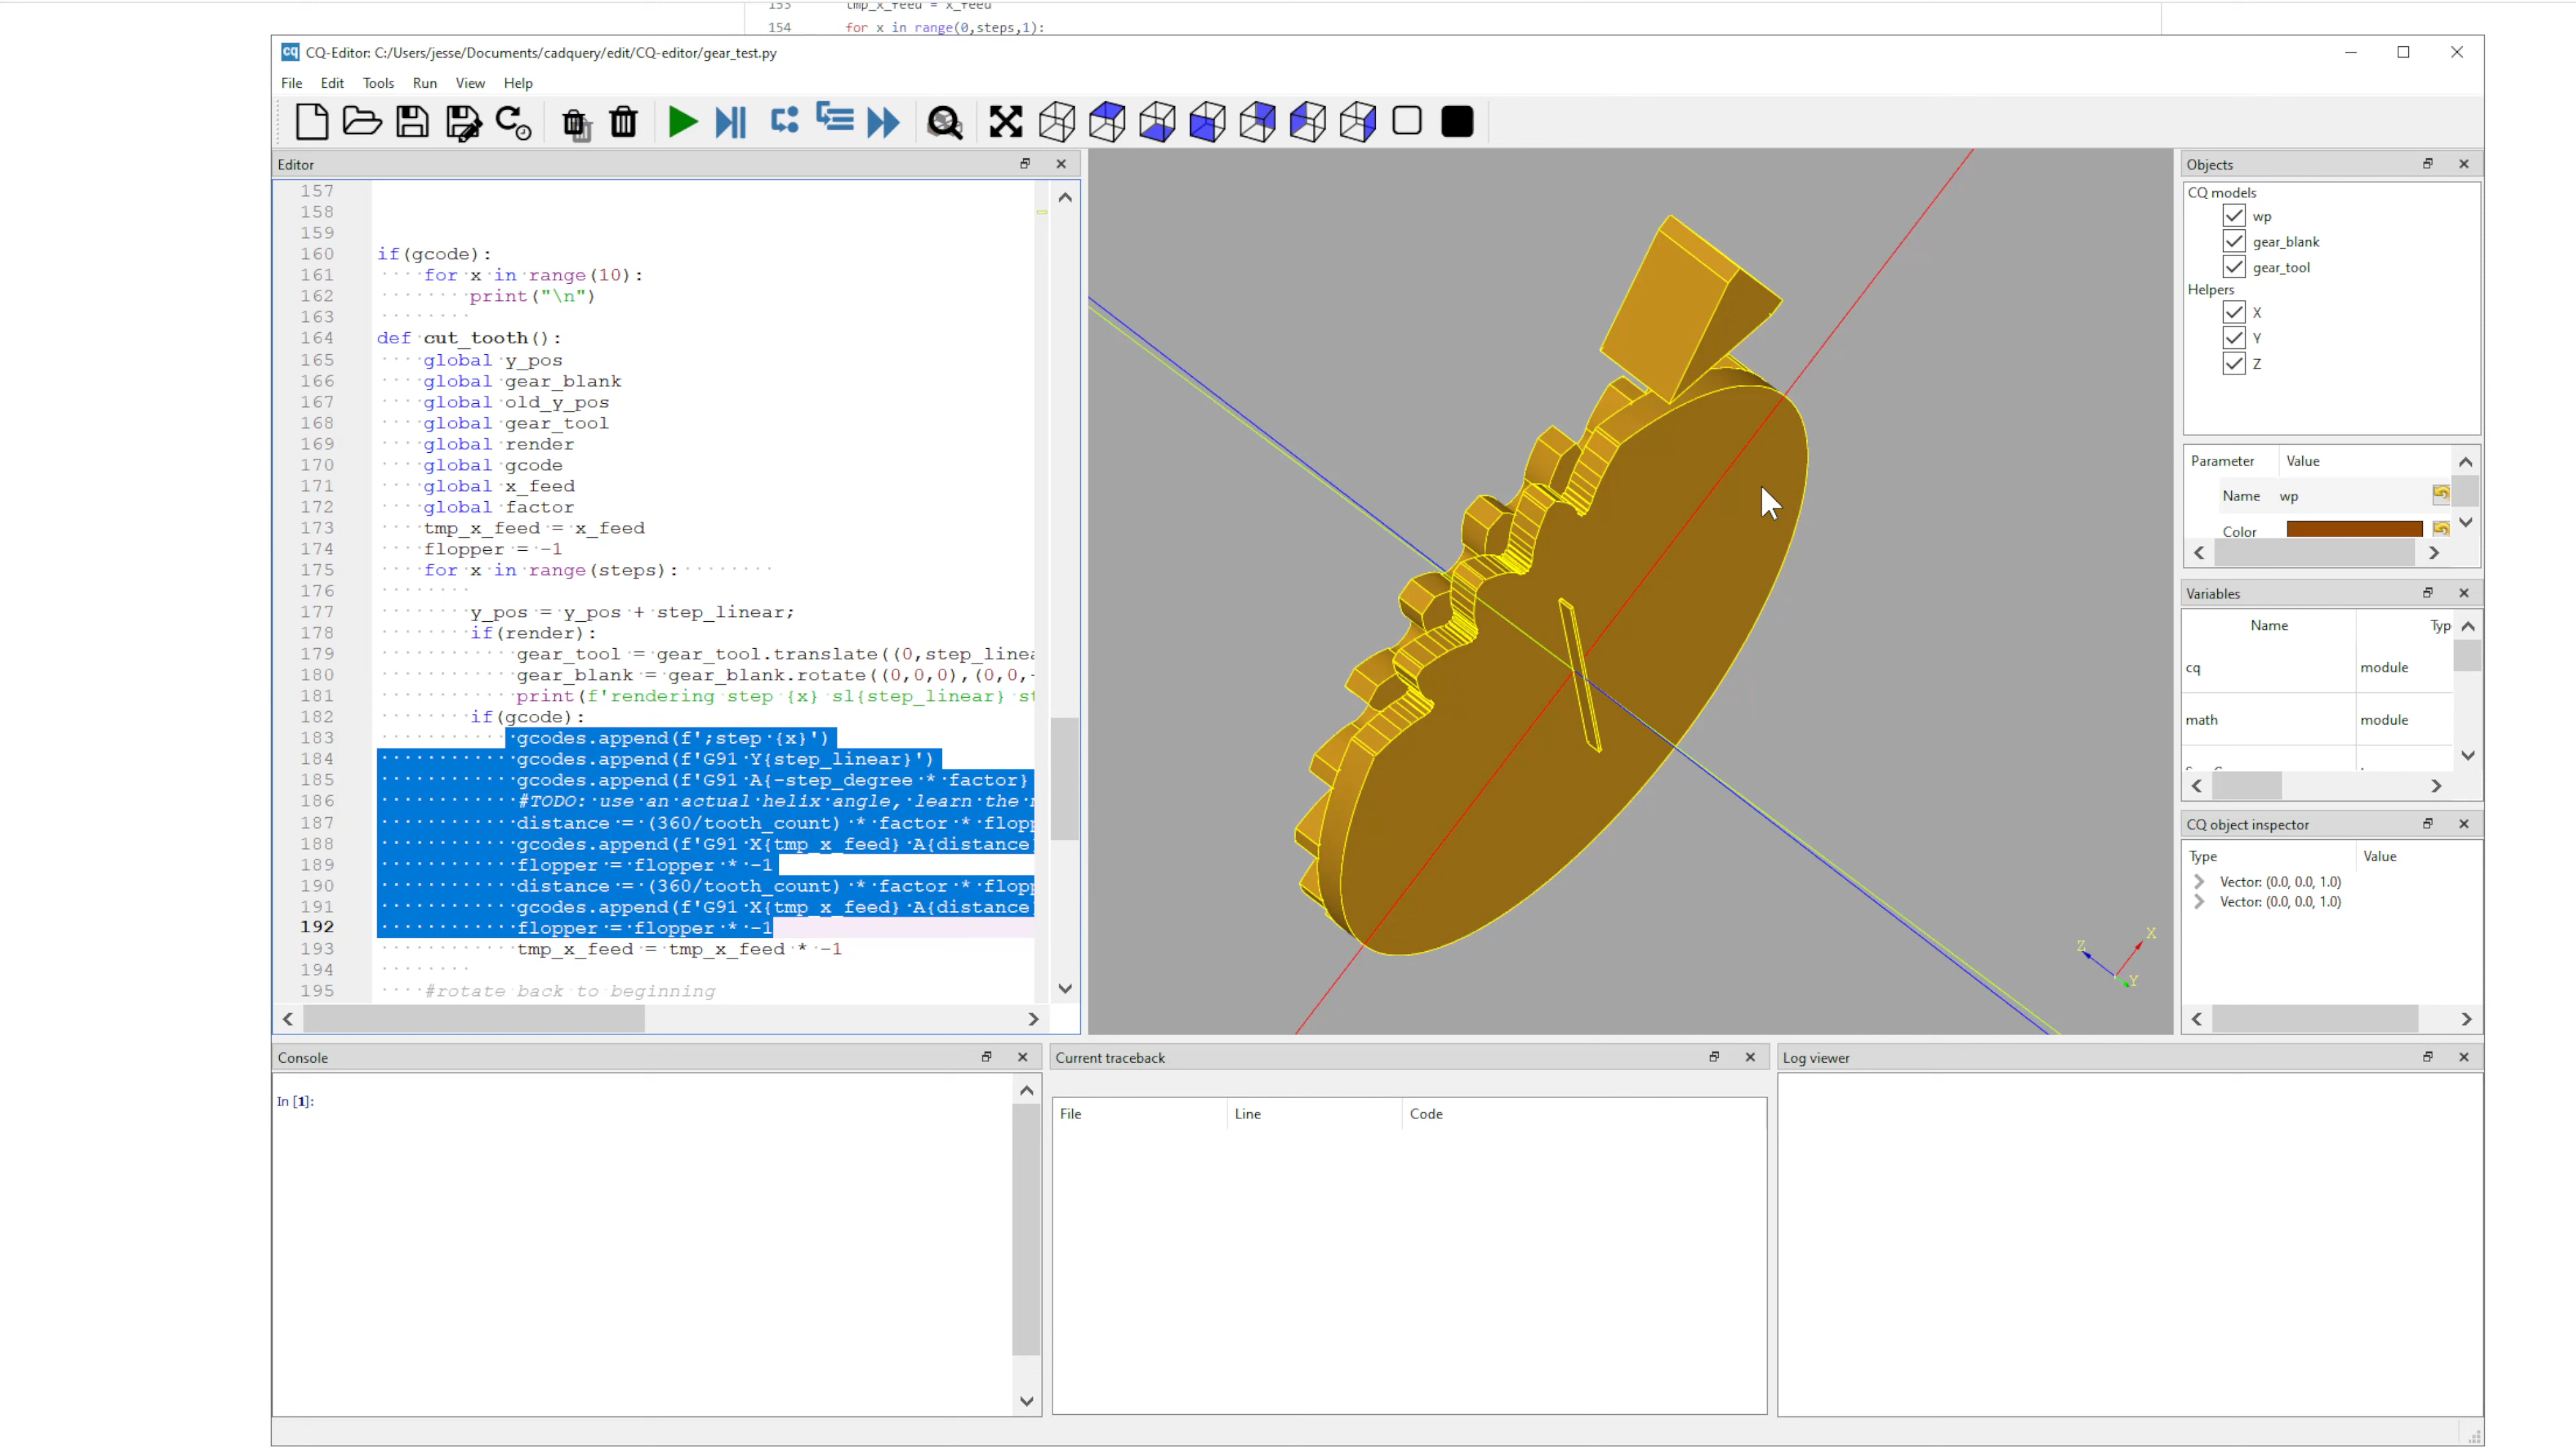 153 tmp_x_feed = x_feed
154 for x in range(0,steps,1):
CQ-Editor: C:/Users/jesse/Documents/cadquery/edit/CQ-editor/gear_test.py
File Edit Tools Run View Help
Editor
157
158
159
160 if(gcode):
161 for x in range(10):
162 print("\n")
163
164 def cut_tooth():
165 global y_pos
166 global gear_blank
167 global old_y_pos
168 global gear_tool
169 global render
170 global gcode
171 global x_feed
172 global factor
173 tmp_x_feed = x_feed
174 flopper = -1
175 for x in range(steps):
176
177 y_pos = y_pos + step_linear;
178 if(render):
179 gear_tool = gear_tool.translate((0,step_linea
180 gear_blank = gear_blank.rotate((0,0,0),(0,0,-
181 print(f'rendering step {x} sl{step_linear} st
182 if(gcode):
183 gcodes.append(f';step {x}')
184 gcodes.append(f'G91 Y{step_linear}')
185 gcodes.append(f'G91 A{-step_degree * factor}
186 #TODO: use an actual helix angle, learn the
187 distance = (360/tooth_count) * factor * flopp
188 gcodes.append(f'G91 X{tmp_x_feed} A{distance}
189 flopper = flopper * -1
190 distance = (360/tooth_count) * factor * flopp
191 gcodes.append(f'G91 X{tmp_x_feed} A{distance}
192 flopper = flopper * -1
193 tmp_x_feed = tmp_x_feed * -1
194
195 #rotate back to beginning
X
Z
Y
Objects
CQ models
wp
gear_blank
gear_tool
Helpers
X
Y
Z
Parameter Value
Name wp
Color
Variables
Name Typ
cq module
math module
CQ object inspector
Type Value
Vector: (0.0, 0.0, 1.0)
Vector: (0.0, 0.0, 1.0)
Console
In [1]:
Current traceback
File Line Code
Log viewer